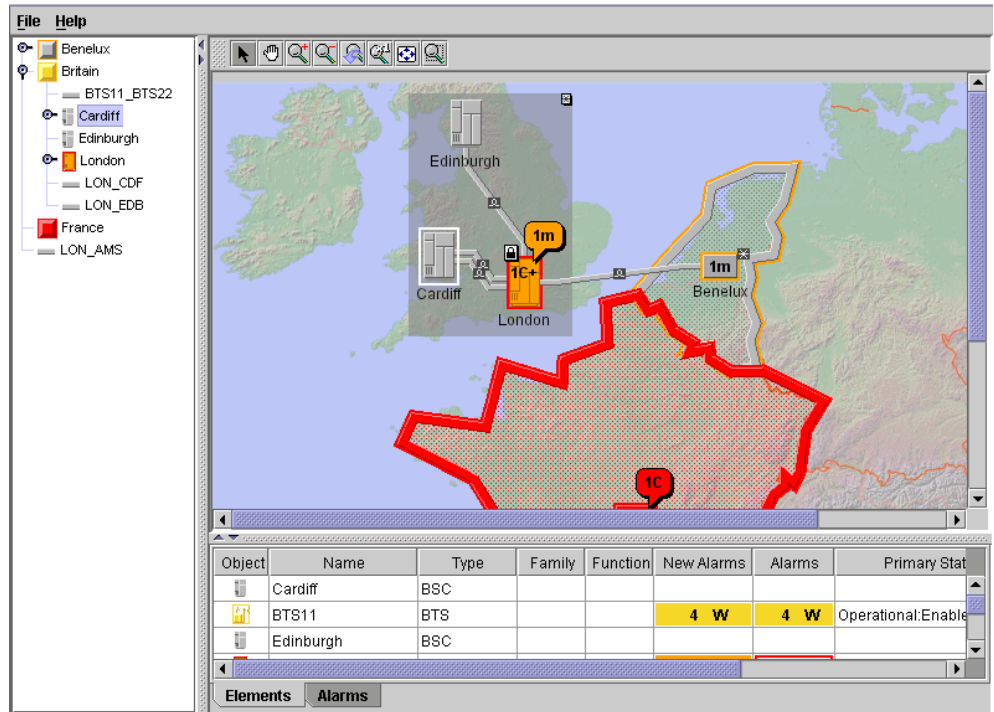 File Help
Benelux
Britain
BTS11_BTS22
Cardiff
Edinburgh
London
LON_CDF
LON_EDB
France
LON_AMS
Edinburgh
1m
1C+
Cardiff
London
1m
Benelux
1C
Object Name Type Family Function New Alarms Alarms Primary Stat
Cardiff BSC
BTS11 BTS 4 W 4 W Operational:Enable
Edinburgh BSC
Elements Alarms